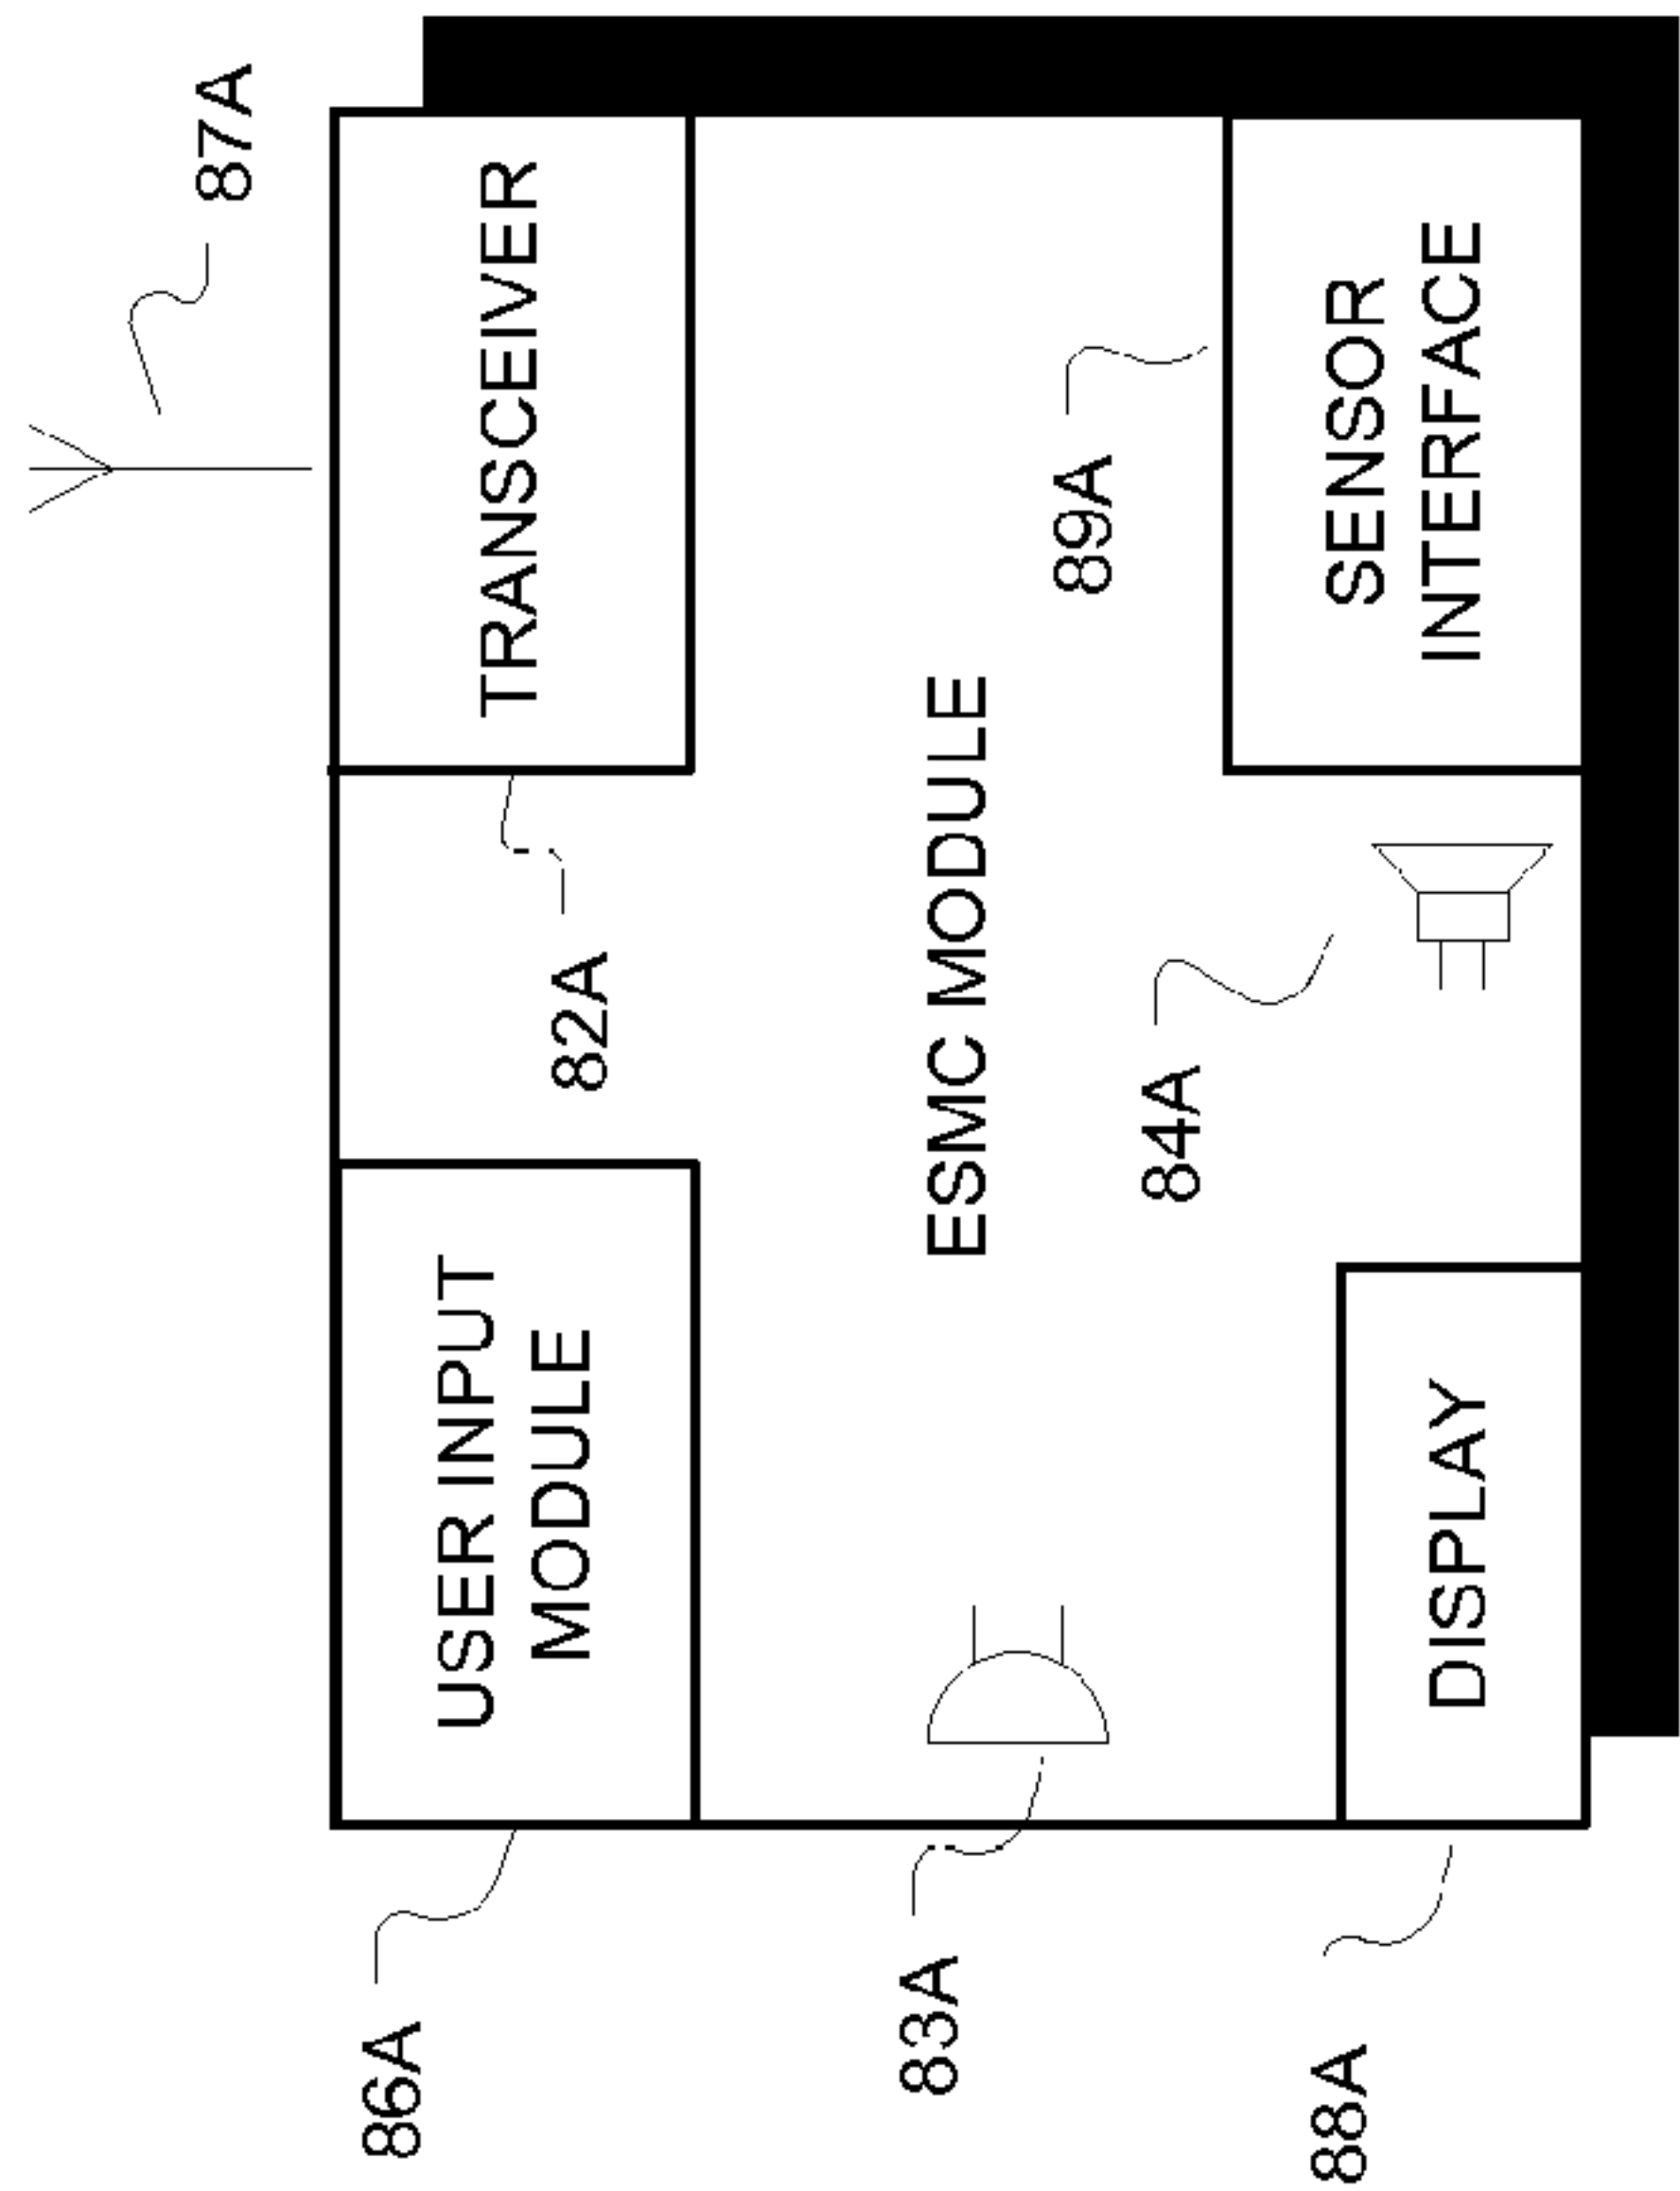 87A
TRANSCEIVER
82A
USER INPUT
MODULE
86A
ESMC MODULE
89A
SENSOR
INTERFACE
84A
83A
DISPLAY
88A